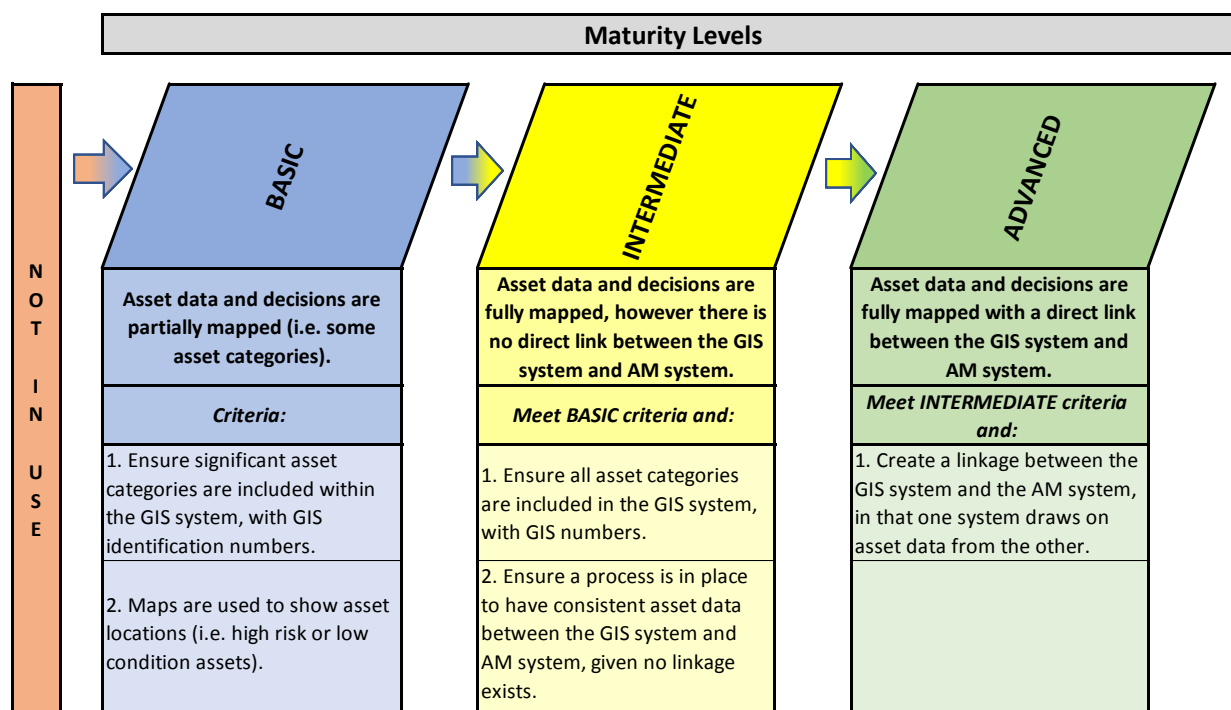 Maturity Levels
NOT IN USE
BASIC
Asset data and decisions are
partially mapped (i.e. some
asset categories).
Criteria:
1. Ensure significant asset
categories are included within
the GIS system, with GIS
identification numbers.
2. Maps are used to show asset
locations (i.e. high risk or low
condition assets).
INTERMEDIATE
Asset data and decisions are
fully mapped, however there is
no direct link between the GIS
system and AM system.
Meet BASIC criteria and:
1. Ensure all asset categories
are included in the GIS system,
with GIS numbers.
2. Ensure a process is in place
to have consistent asset data
between the GIS system and
AM system, given no linkage
exists.
ADVANCED
Asset data and decisions are
fully mapped with a direct link
between the GIS system and
AM system.
Meet INTERMEDIATE criteria
and:
1. Create a linkage between the
GIS system and the AM system,
in that one system draws on
asset data from the other.